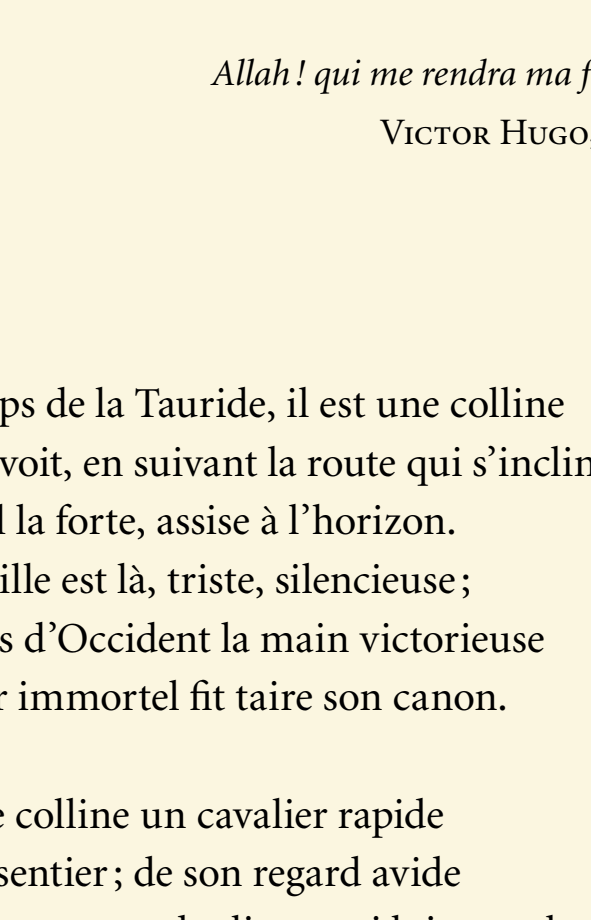 Allah ! qui me rendra ma f
Victor Hugo,
ps de la Tauride, il est une colline
voit, en suivant la route qui s’inclin
l la forte, assise à l’horizon.
ille est là, triste, silencieuse ;
s d’Occident la main victorieuse
r immortel fit taire son canon.
e colline un cavalier rapide
sentier ; de son regard avide